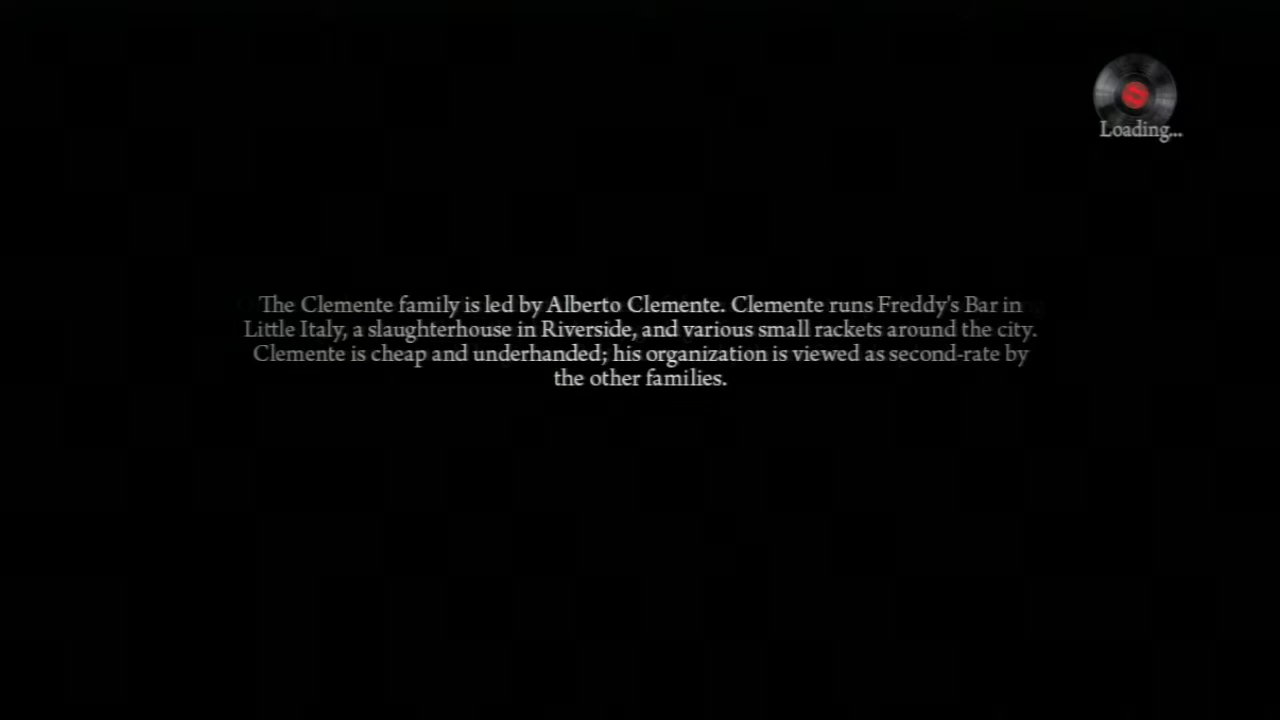 Loading...
The Clemente family is led by Alberto Clemente. Clemente runs Freddy's Bar in
Little Italy, a slaughterhouse in Riverside, and various small rackets around the city.
Clemente is cheap and underhanded; his organization is viewed as second-rate by
the other families.